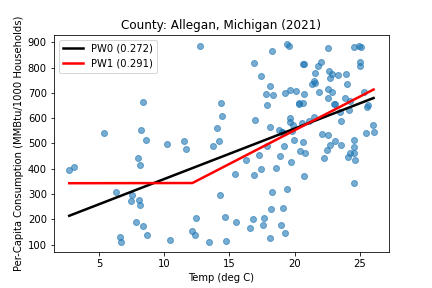 County: Allegan, Michigan (2021)
Per-Capita Consumption (MMBtu/1000 Households)
900
800
700
600
500
400
300
200
100
PW0 (0.272)
PW1 (0.291)
5
10
15
20
25
Temp (deg C)